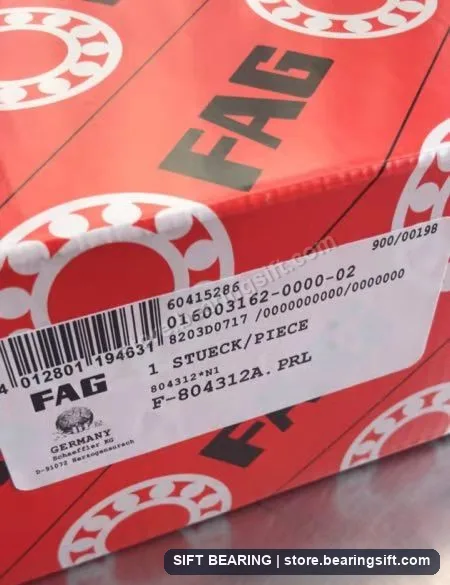 FAG
900/00198
60415286
016003162-0000-02
8203D0717 /0000000000/0000000
4 012801 194631
1 STUECK/PIECE
FAG
804312*N1
F-804312A.PRL
GERMANY
Schaeffler KG
D-91072 Herzogenaurach
FAG
SIFT BEARING | store.bearingsift.com